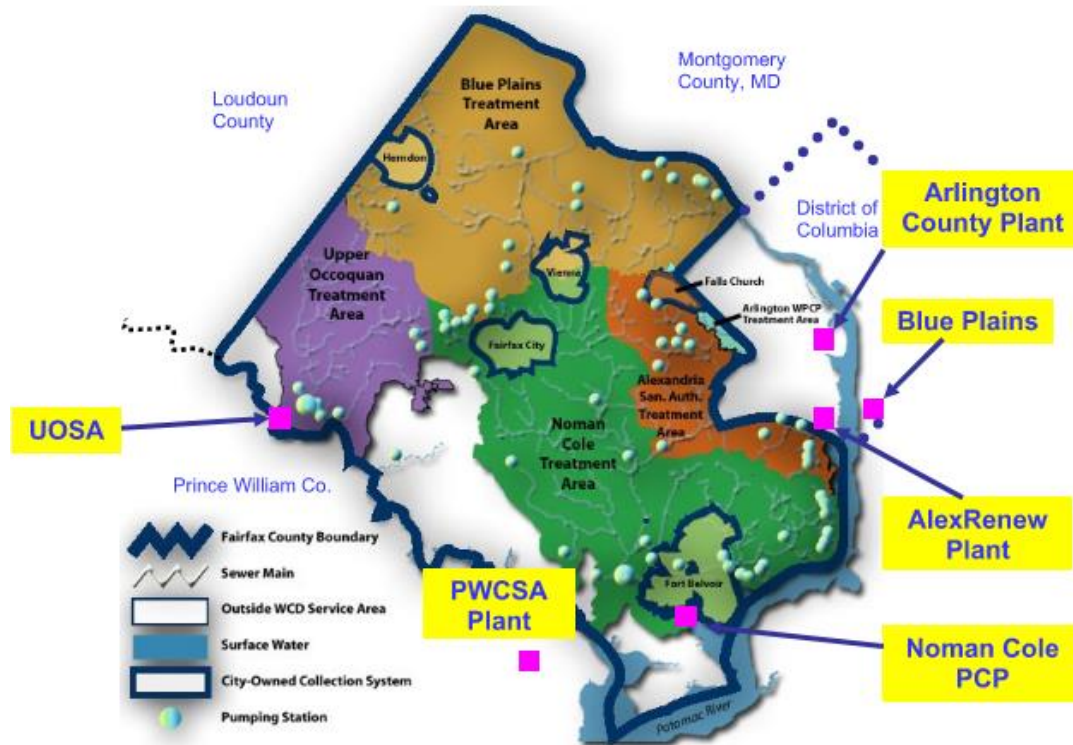 Montgomery
County, MD
Loudoun
County
Blue Plains
Treatment
Area
Herndon
Arlington
County Plant
District of
Columbia
Upper
Occoquan
Treatment
Area
Vienna
Falls Church
Arlington WPCP
Treatment Area
Blue Plains
Fairfax City
Alexandria
San. Auth.
Treatment
Area
UOSA
Noman
Cole
Treatment
Area
Prince William Co.
AlexRenew
Plant
Fairfax County Boundary
Sewer Main
Outside WCD Service Area
Surface Water
City-Owned Collection System
Pumping Station
PWCSA
Plant
Fort Belvoir
Noman Cole
PCP
Potomac River